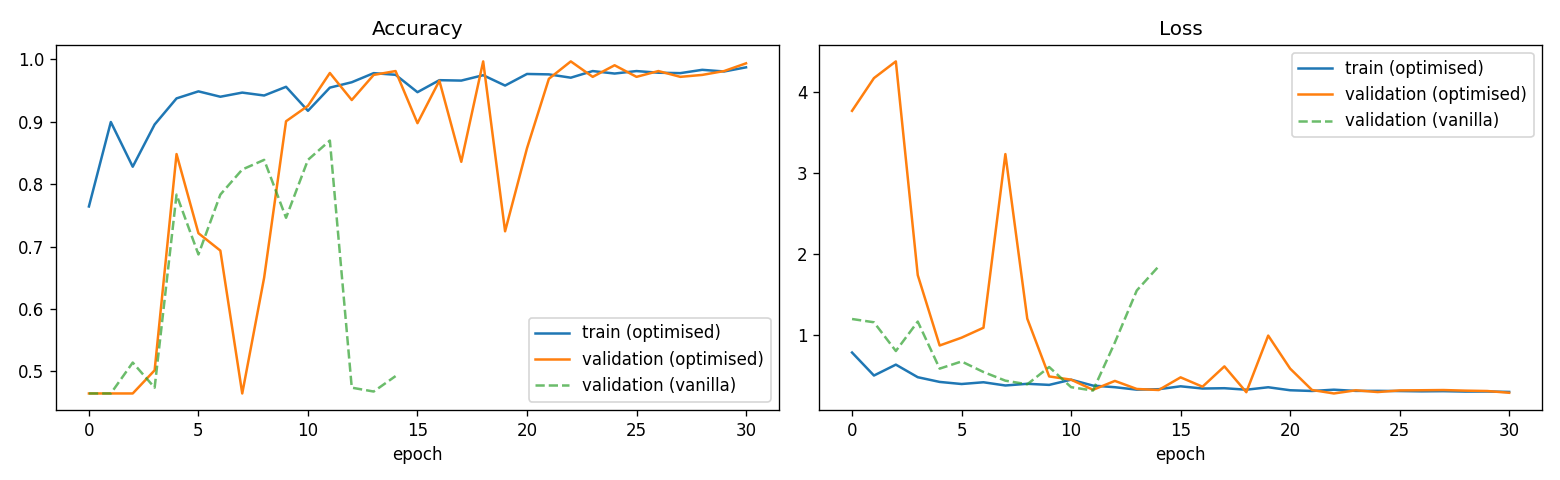 Accuracy
1.0
0.9
0.8
0.7
0.6
0.5
train (optimised)
validation (optimised)
validation (vanilla)
0 5 10 15 20 25 30
epoch
Loss
4
3
2
1
train (optimised)
validation (optimised)
validation (vanilla)
0 5 10 15 20 25 30
epoch